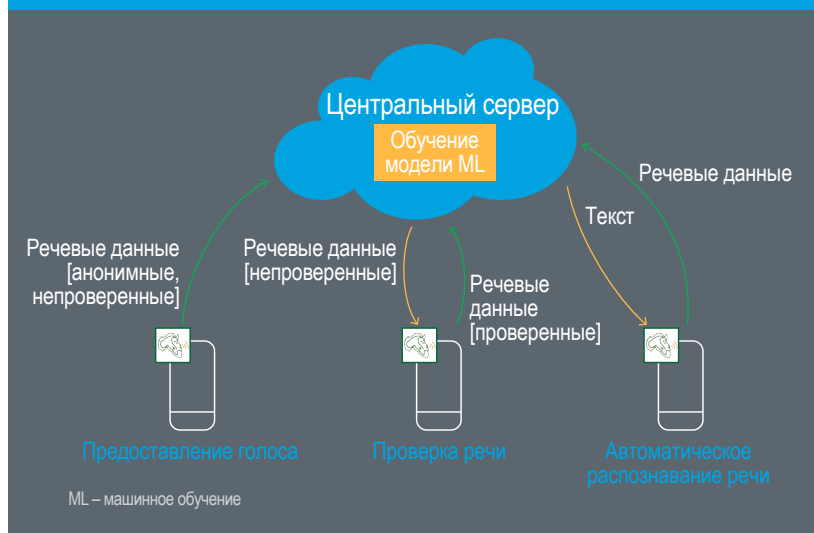 Центральный сервер
Обучение
модели ML
Речевые данные
[анонимные,
непроверенные]
Речевые данные
[непроверенные]
Речевые
данные
[проверенные]
Текст
Речевые данные
Предоставление голоса
Проверка речи
Автоматическое
распознавание речи
ML – машинное обучение